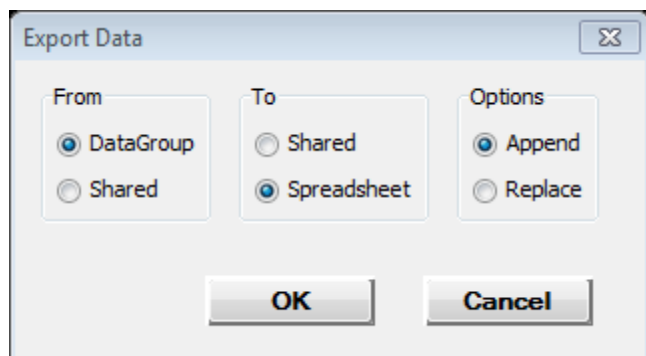 Export Data
From
To
Options
DataGroup
Shared
Append
Shared
Spreadsheet
Replace
OK
Cancel